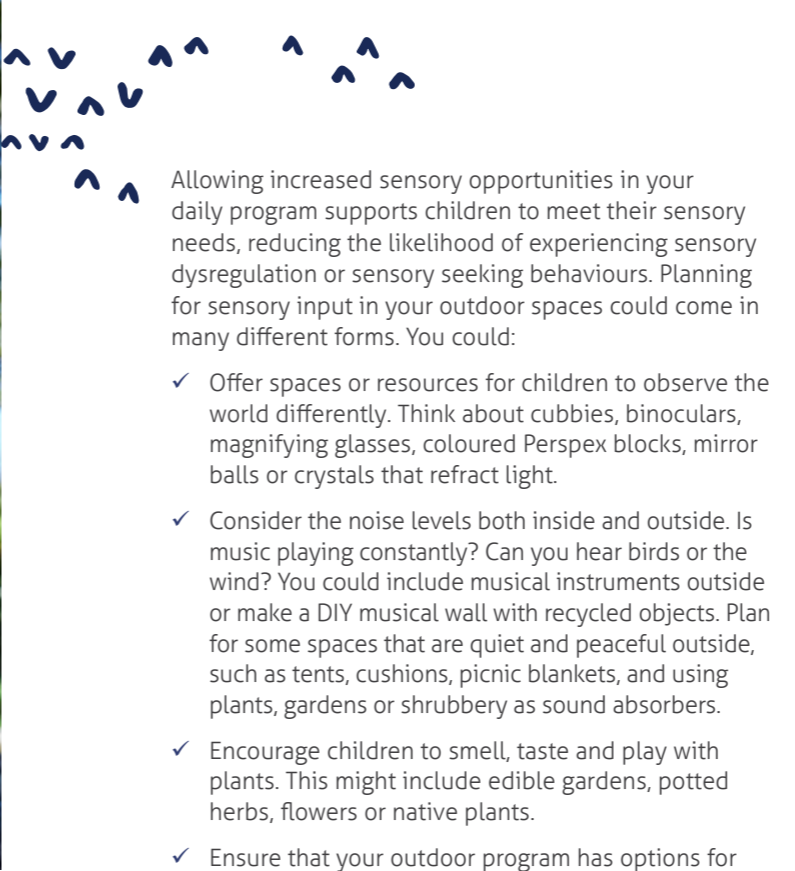 Allowing increased sensory opportunities in your
daily program supports children to meet their sensory
needs, reducing the likelihood of experiencing sensory
dysregulation or sensory seeking behaviours. Planning
for sensory input in your outdoor spaces could come in
many different forms. You could:
✓ Offer spaces or resources for children to observe the
world differently. Think about cubbies, binoculars,
magnifying glasses, coloured Perspex blocks, mirror
balls or crystals that refract light.
✓ Consider the noise levels both inside and outside. Is
music playing constantly? Can you hear birds or the
wind? You could include musical instruments outside
or make a DIY musical wall with recycled objects. Plan
for some spaces that are quiet and peaceful outside,
such as tents, cushions, picnic blankets, and using
plants, gardens or shrubbery as sound absorbers.
✓ Encourage children to smell, taste and play with
plants. This might include edible gardens, potted
herbs, flowers or native plants.
✓ Ensure that your outdoor program has options for